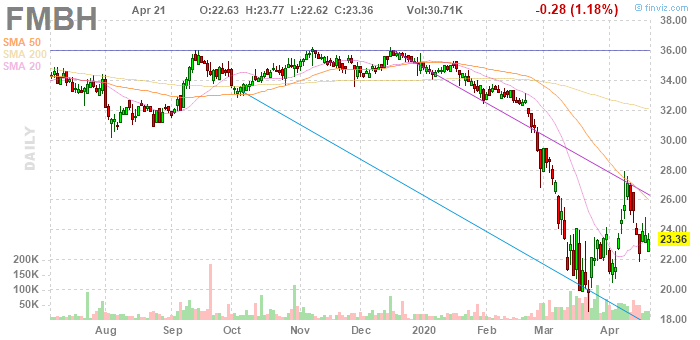 © finviz.com
FMBH Apr 21 O:22.63 H:23.77 L:22.62 C:23.36 Vol:30.71K -0.28 (1.18%)
SMA 50
SMA 200
SMA 20
DAILY
38.00
36.00
34.00
32.00
30.00
28.00
26.00
24.00
23.36
22.00
20.00
18.00
200K
150K
100K
50K
Aug Sep Oct Nov Dec 2020 Feb Mar Apr